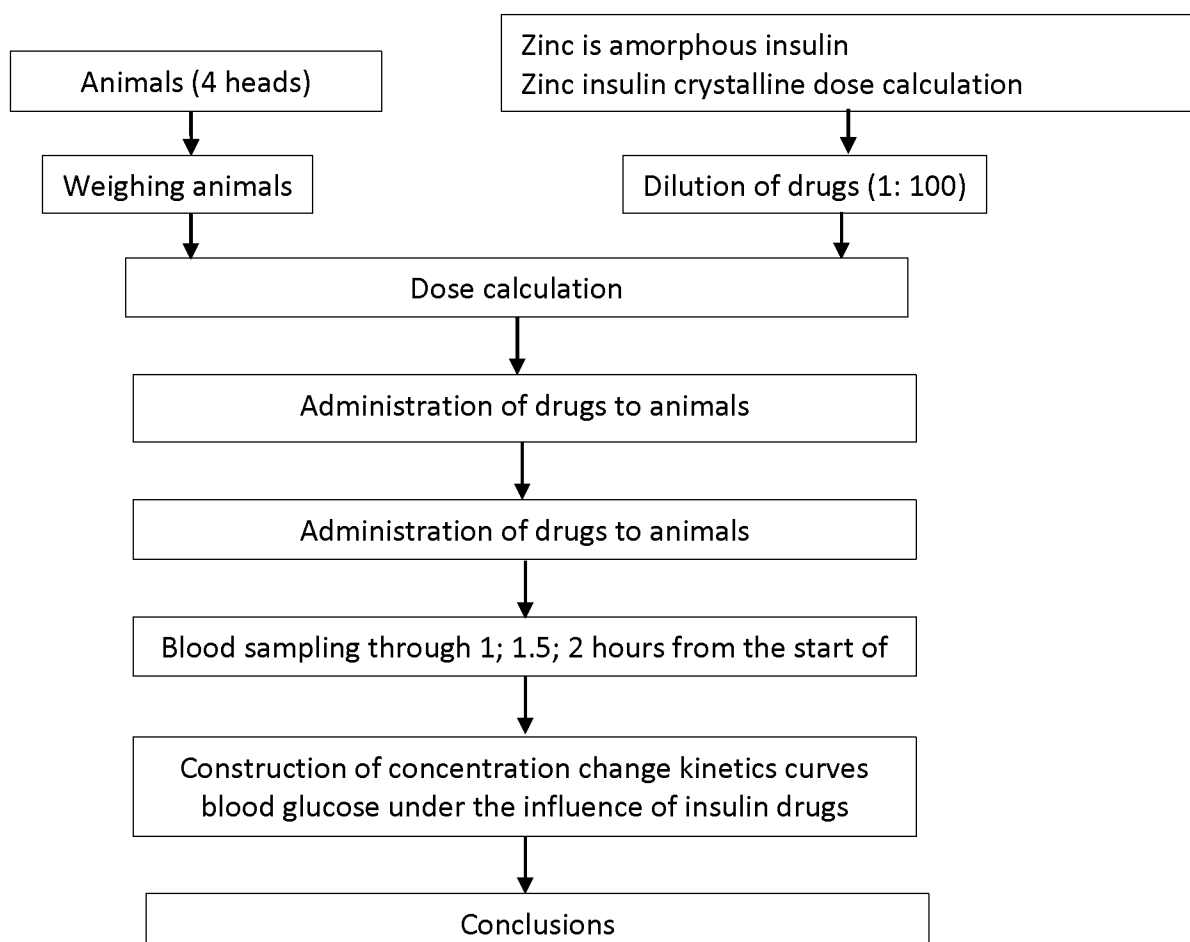 Animals (4 heads)
Zinc is amorphous insulin
Zinc insulin crystalline dose calculation
Weighing animals
Dilution of drugs (1: 100)
Dose calculation
Administration of drugs to animals
Administration of drugs to animals
Blood sampling through 1; 1.5; 2 hours from the start of
Construction of concentration change kinetics curves
blood glucose under the influence of insulin drugs
Conclusions